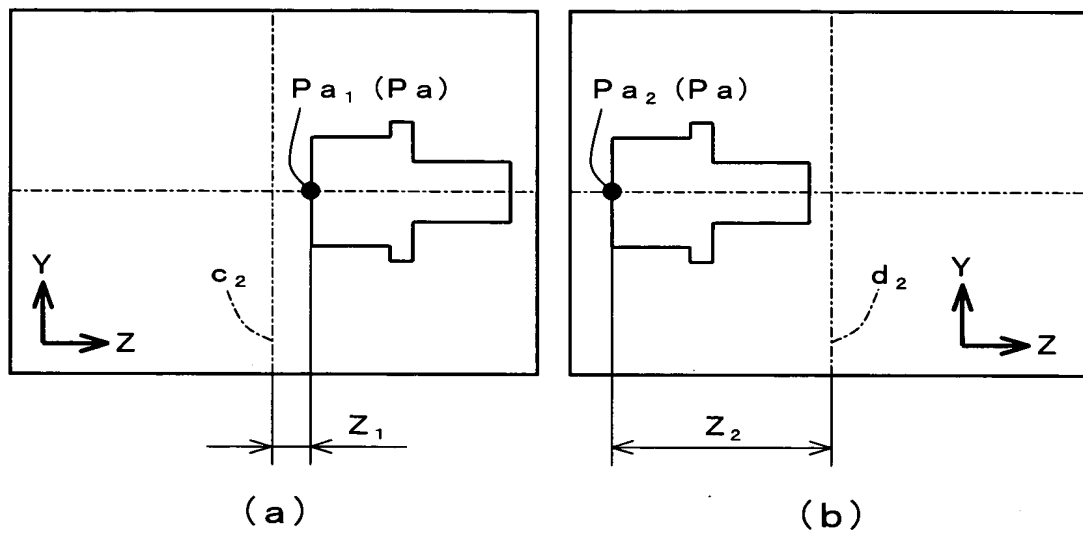 Pa₁ (Pa)
Pa₂ (Pa)
Y
c₂
Z
Y
d₂
Z
Z₁
Z₂
(a)
(b)